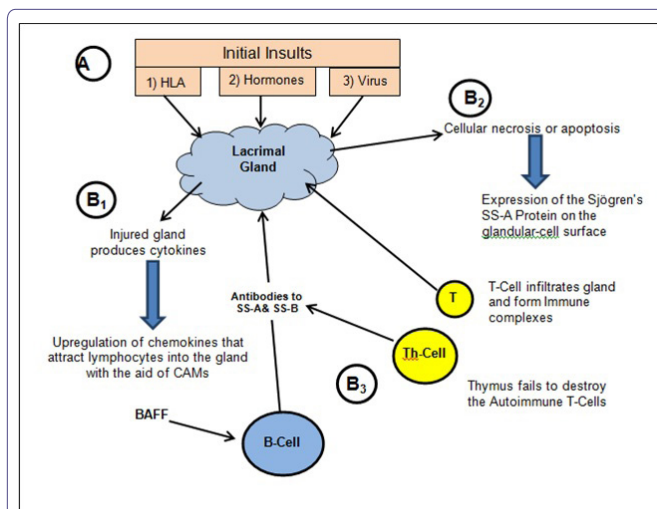 A
Initial Insults
1) HLA
2) Hormones
3) Virus
B2
Cellular necrosis or apoptosis
Lacrimal
Gland
Expression of the Sjögren's
SS-A Protein on the
glandular-cell surface
B1
Injured gland
produces cytokines
T
T-Cell infiltrates gland
and form Immune
complexes
Antibodies to
SS-A& SS-B
Upregulation of chemokines that
attract lymphocytes into the gland
with the aid of CAMs
Th-Cell
B3
Thymus fails to destroy
the Autoimmune T-Cells
BAFF
B-Cell